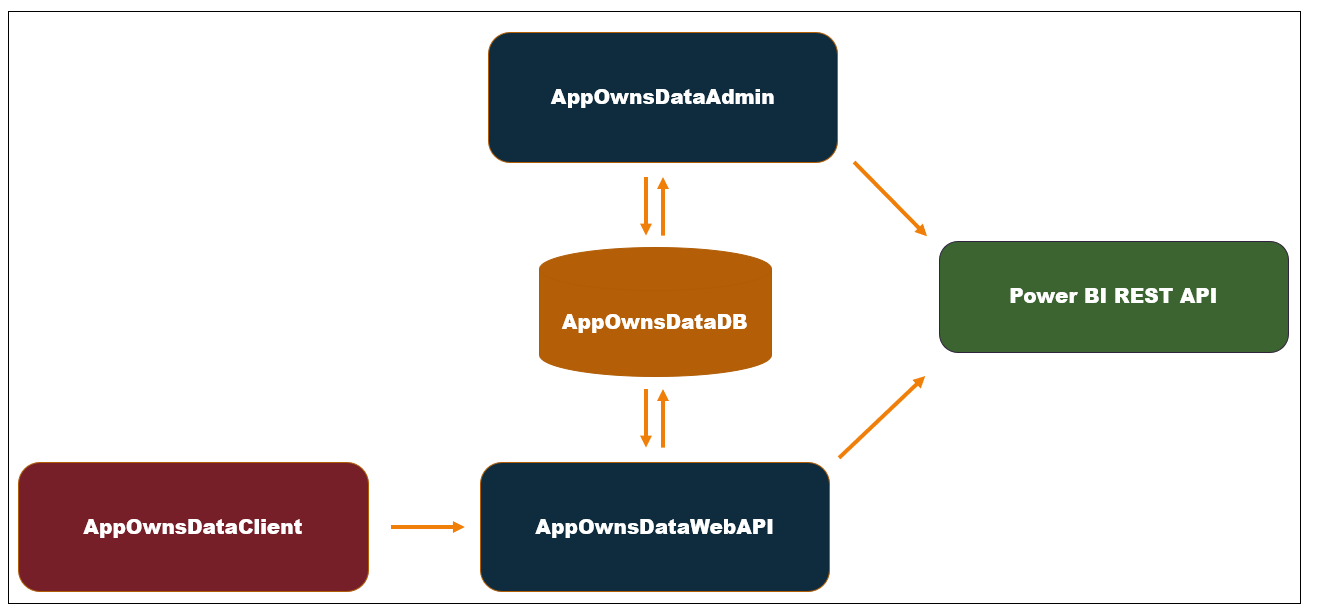 AppOwnsDataAdmin
AppOwnsDataDB
Power BI REST API
AppOwnsDataClient
AppOwnsDataWebAPI